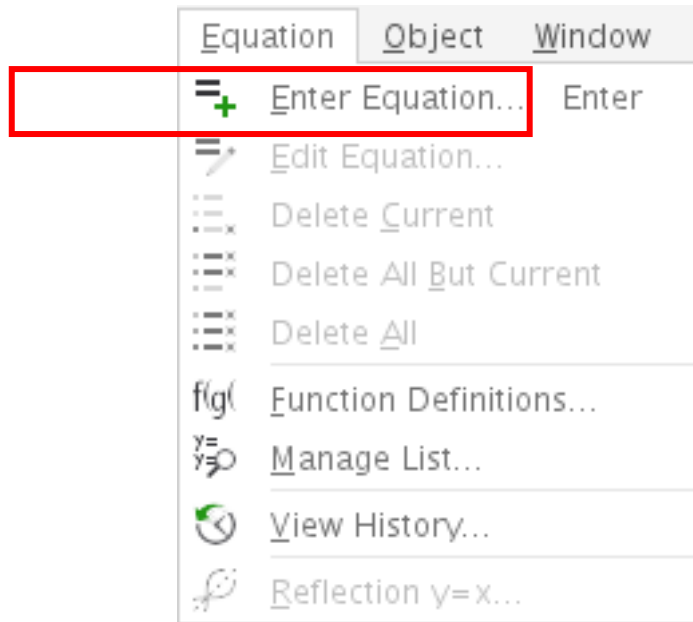 Equation Object Window
Enter Equation... Enter
Edit Equation...
Delete Current
Delete All But Current
Delete All
f(g( Function Definitions...
y= y= Manage List...
View History...
Reflection y=x...